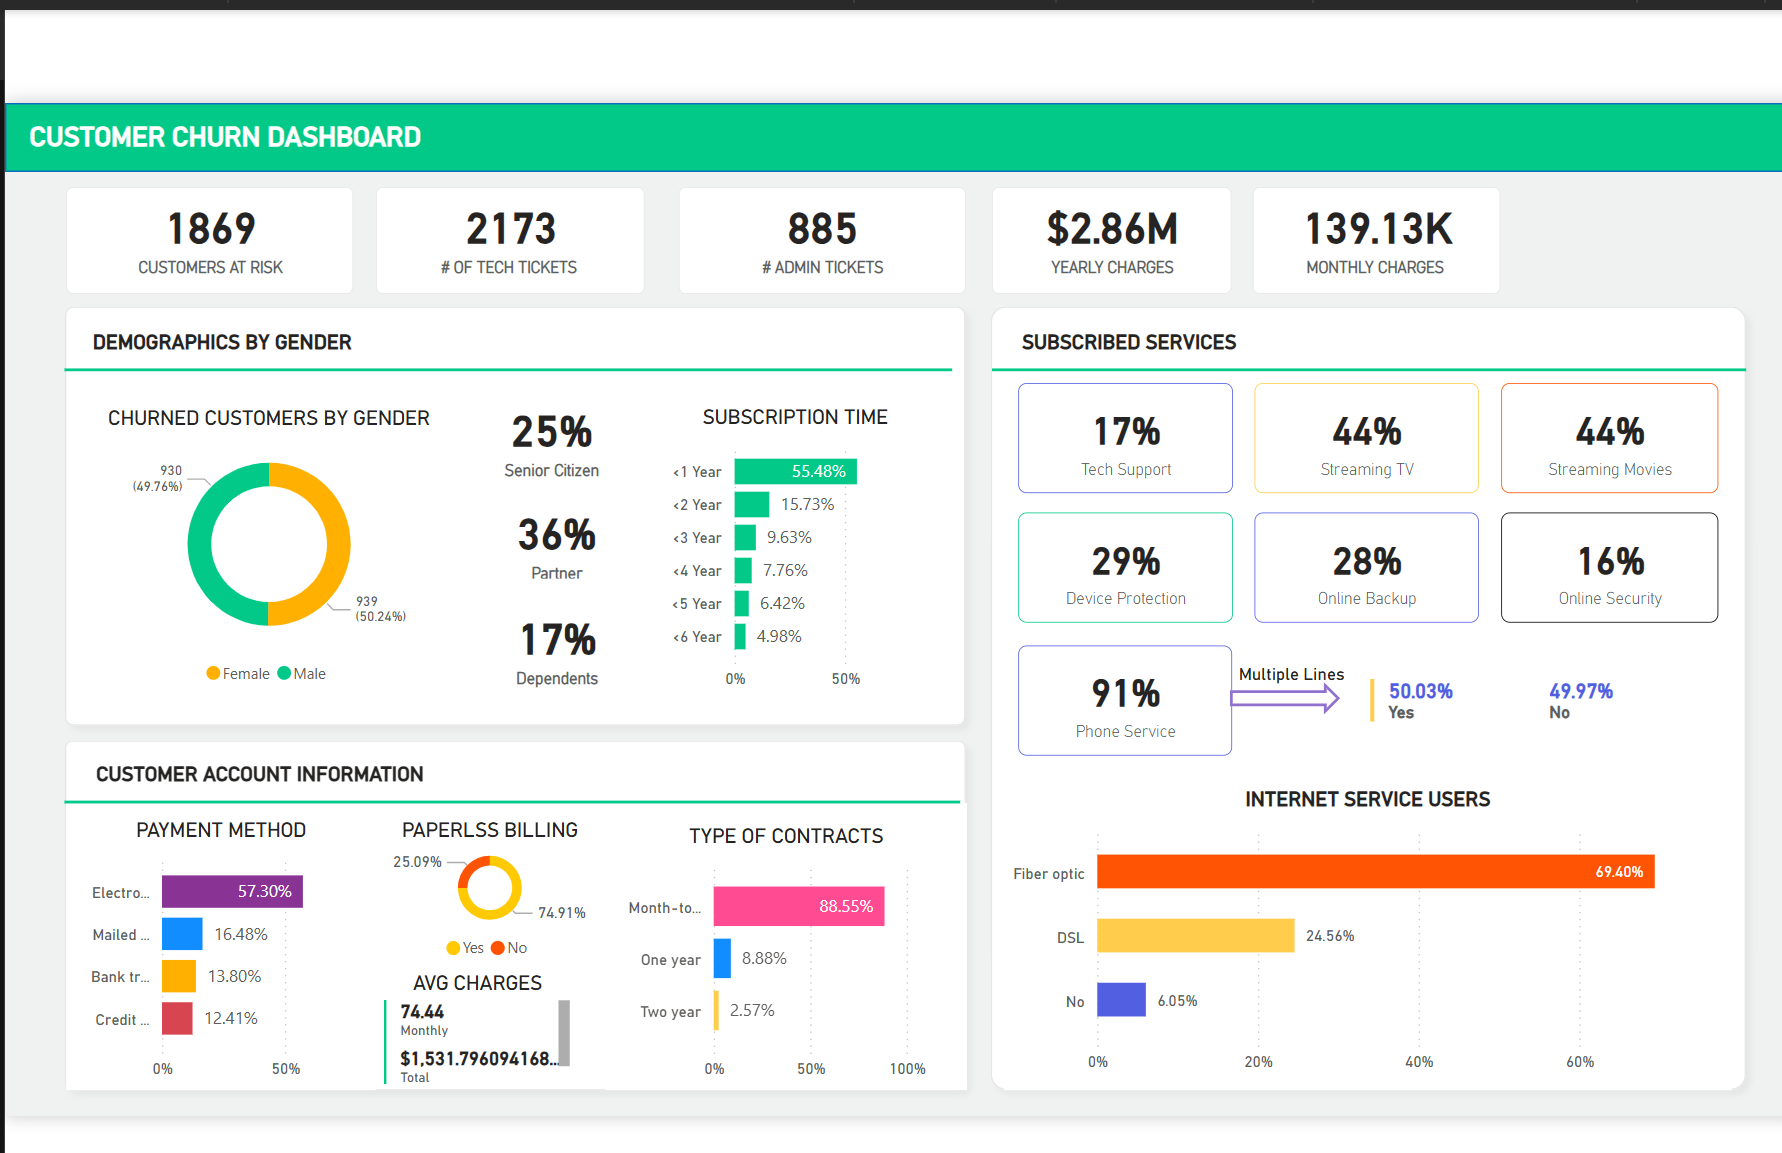 CUSTOMER CHURN DASHBOARD
1869
CUSTOMERS AT RISK
2173
# OF TECH TICKETS
885
# ADMIN TICKETS
$2.86M
YEARLY CHARGES
139.13K
MONTHLY CHARGES
DEMOGRAPHICS BY GENDER
CHURNED CUSTOMERS BY GENDER
930
(49.76%)
939
(50.24%)
Female
Male
25%
Senior Citizen
36%
Partner
17%
Dependents
SUBSCRIPTION TIME
<1 Year 55.48%
<2 Year 15.73%
<3 Year 9.63%
<4 Year 7.76%
<5 Year 6.42%
<6 Year 4.98%
0% 50%
SUBSCRIBED SERVICES
17%
Tech Support
44%
Streaming TV
44%
Streaming Movies
29%
Device Protection
28%
Online Backup
16%
Online Security
91%
Phone Service
Multiple Lines
50.03%
Yes
49.97%
No
INTERNET SERVICE USERS
Fiber optic 69.40%
DSL 24.56%
No 6.05%
0% 20% 40% 60%
CUSTOMER ACCOUNT INFORMATION
PAYMENT METHOD
Electro... 57.30%
Mailed ... 16.48%
Bank tr... 13.80%
Credit ... 12.41%
0% 50%
PAPERLSS BILLING
25.09%
74.91%
Yes
No
AVG CHARGES
74.44
Monthly
$1,531.796094168...
Total
TYPE OF CONTRACTS
Month-to... 88.55%
One year 8.88%
Two year 2.57%
0% 50% 100%